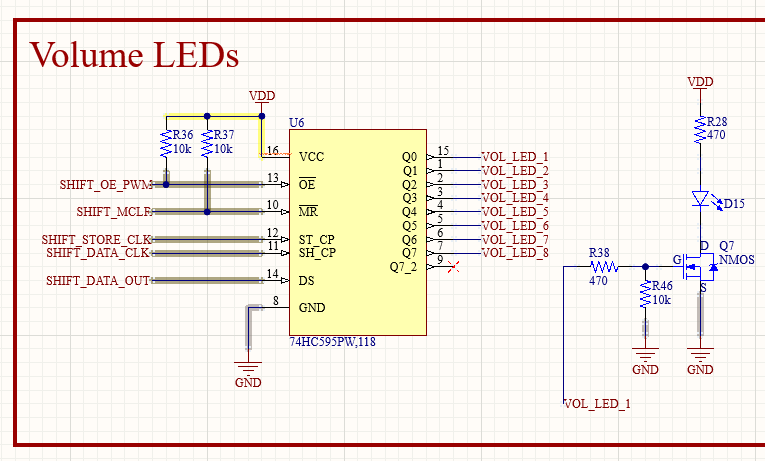 Volume LEDs
VDD
VDD
U6
R36
10k
R37
10k
R28
470
16 VCC
Q0 15 VOL_LED_1
Q1 1 VOL_LED_2
SHIFT_OE_PWM 13 OE
Q2 2 VOL_LED_3
Q3 3 VOL_LED_4
SHIFT_MCLR 10 MR
Q4 4 VOL_LED_5
Q5 5 VOL_LED_6
SHIFT_STORE_CLK 12 ST_CP
Q6 6 VOL_LED_7
SHIFT_DATA_CLK 11 SH_CP
Q7 7 VOL_LED_8
Q7_2 9
SHIFT_DATA_OUT 14 DS
8 GND
74HC595PW,118
GND
D15
D Q7
G NMOS
S
R38
470
R46
10k
GND
GND
VOL_LED_1